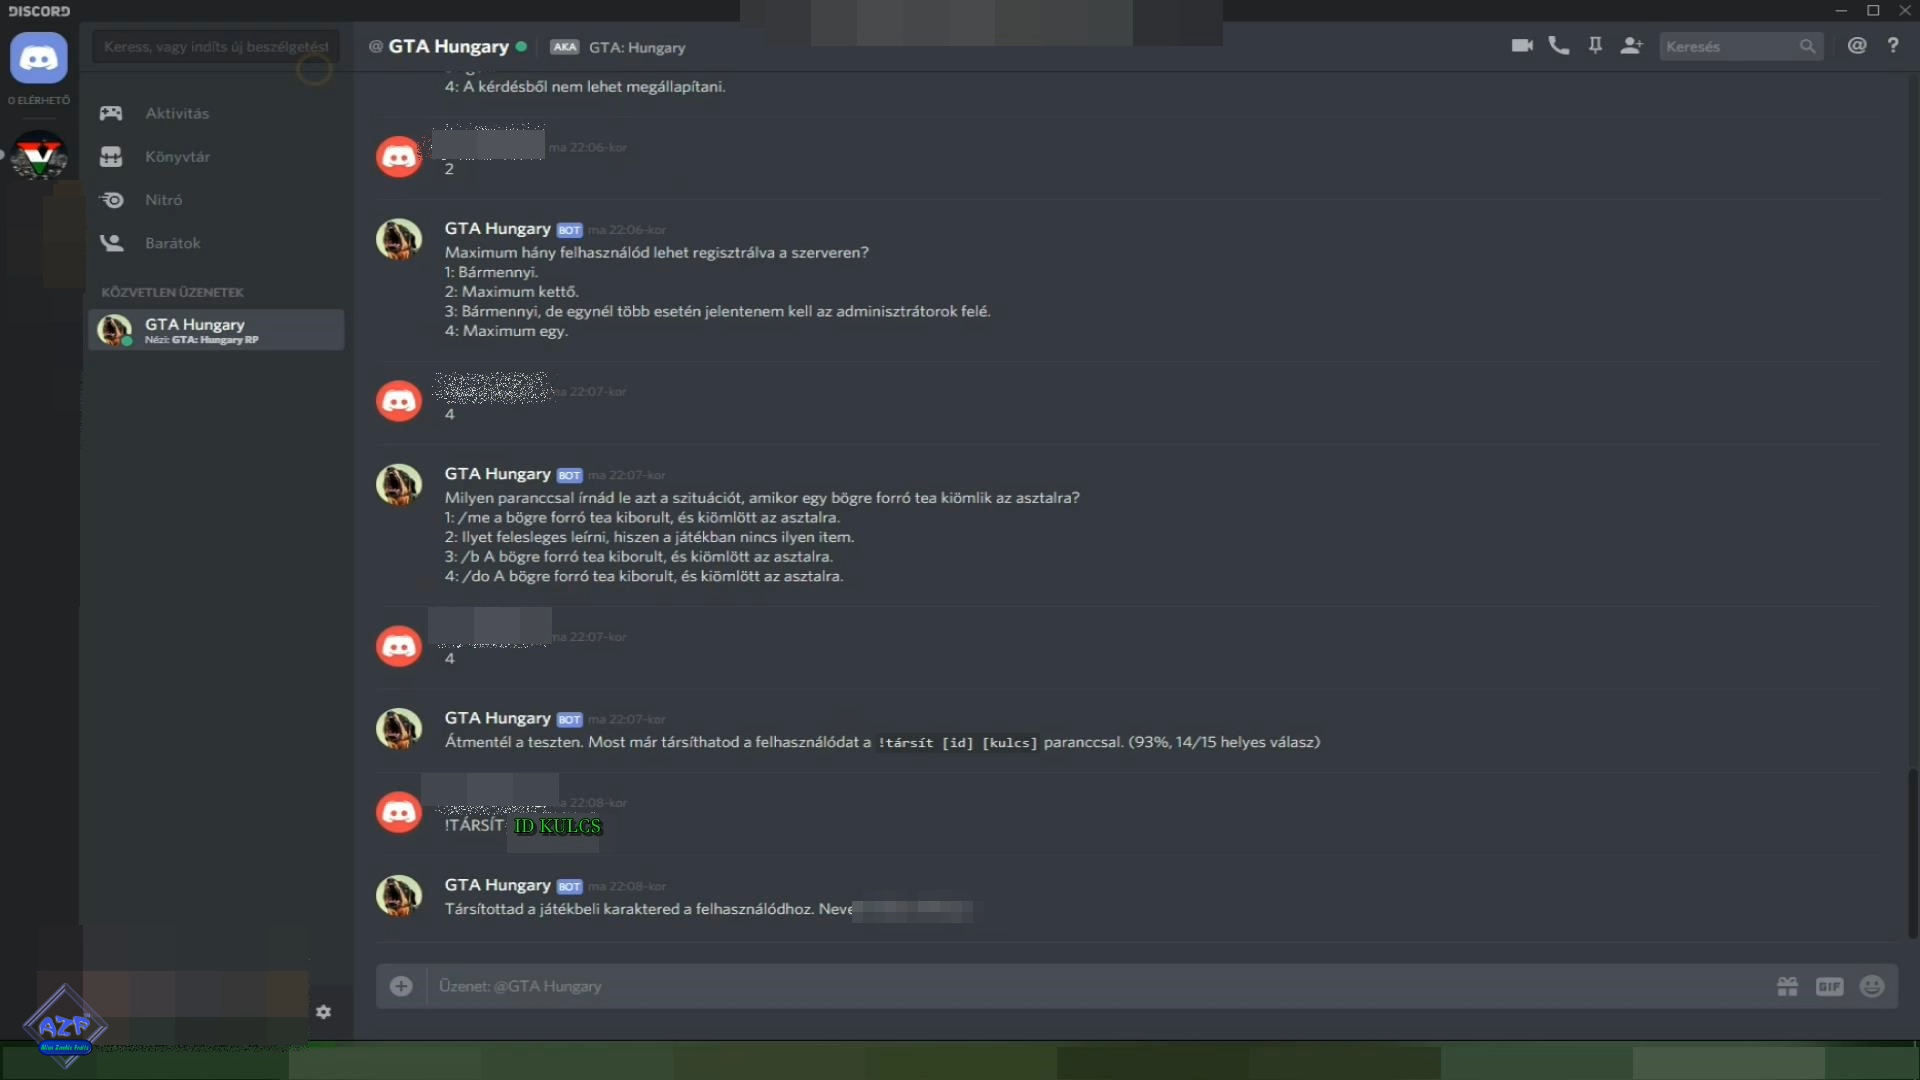 DISCORD
Keress, vagy indíts új beszélgetést
@ GTA Hungary AKA GTA: Hungary
Keresés
0 ELÉRHETŐ
Aktivitás
Könyvtár
Nitró
Barátok
KÖZVETLEN ÜZENETEK
GTA Hungary
Nézi: GTA: Hungary RP
4: A kérdésből nem lehet megállapítani.
ma 22:06-kor
2
GTA Hungary BOT ma 22:06-kor
Maximum hány felhasználód lehet regisztrálva a szerveren?
1: Bármennyi.
2: Maximum kettő.
3: Bármennyi, de egynél több esetén jelentenem kell az adminisztrátorok felé.
4: Maximum egy.
ma 22:07-kor
4
GTA Hungary BOT ma 22:07-kor
Milyen paranccsal írnád le azt a szituációt, amikor egy bögre forró tea kiömlik az asztalra?
1: /me a bögre forró tea kiborult, és kiömlött az asztalra.
2: Ilyet felesleges leírni, hiszen a játékban nincs ilyen item.
3: /b A bögre forró tea kiborult, és kiömlött az asztalra.
4: /do A bögre forró tea kiborult, és kiömlött az asztalra.
ma 22:07-kor
4
GTA Hungary BOT ma 22:07-kor
Átmentél a teszten. Most már társíthatod a felhasználódat a !társít [id] [kulcs] paranccsal. (93%, 14/15 helyes válasz)
a 22:08-kor
!TÁRSÍT ID KULCS
GTA Hungary BOT ma 22:08-kor
Társítottad a játékbeli karaktered a felhasználódhoz. Neve
Üzenet: @GTA Hungary
GIF
AZF